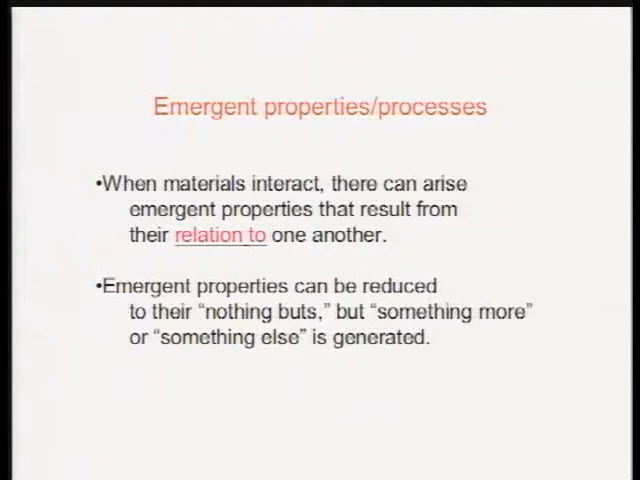 Emergent properties/processes
•When materials interact, there can arise
emergent properties that result from
their relation to one another.
•Emergent properties can be reduced
to their “nothing buts,” but “something more”
or “something else” is generated.